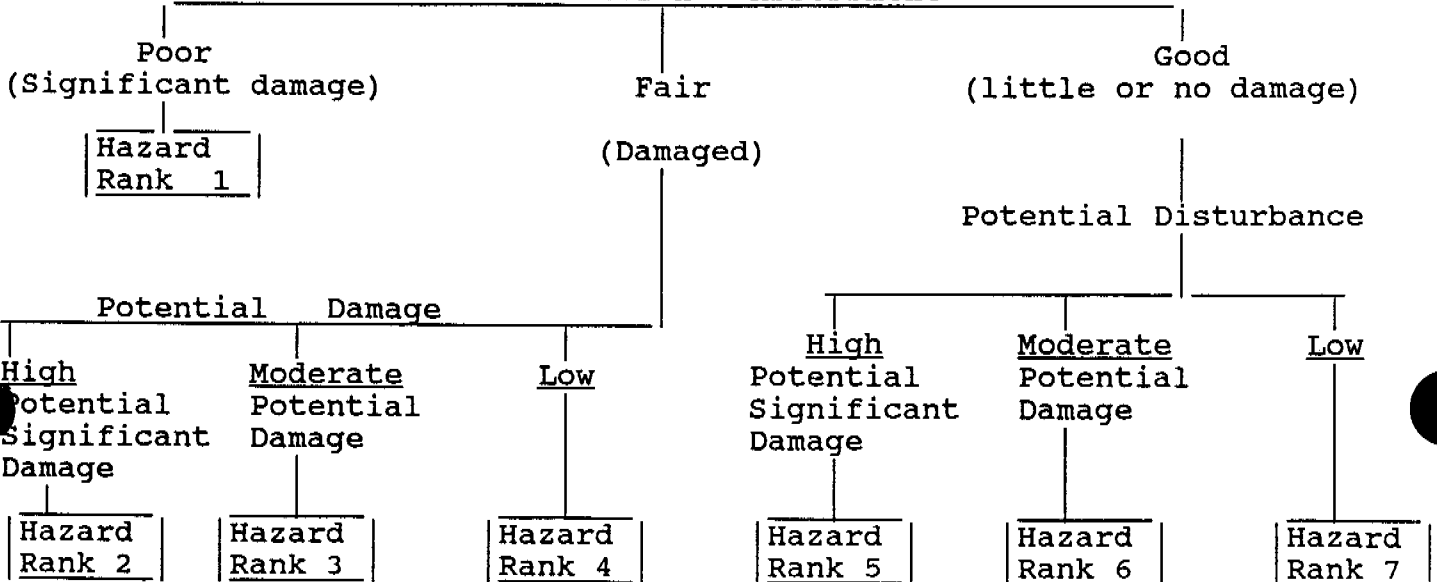 Poor
(Significant damage)
Hazard
Rank 1
Fair
(Damaged)
Good
(little or no damage)
Potential Disturbance
Potential Damage
High
Potential
Significant
Damage
Hazard
Rank 2
Moderate
Potential
Damage
Hazard
Rank 3
Low
Hazard
Rank 4
High
Potential
Significant
Damage
Hazard
Rank 5
Moderate
Potential
Damage
Hazard
Rank 6
Low
Hazard
Rank 7